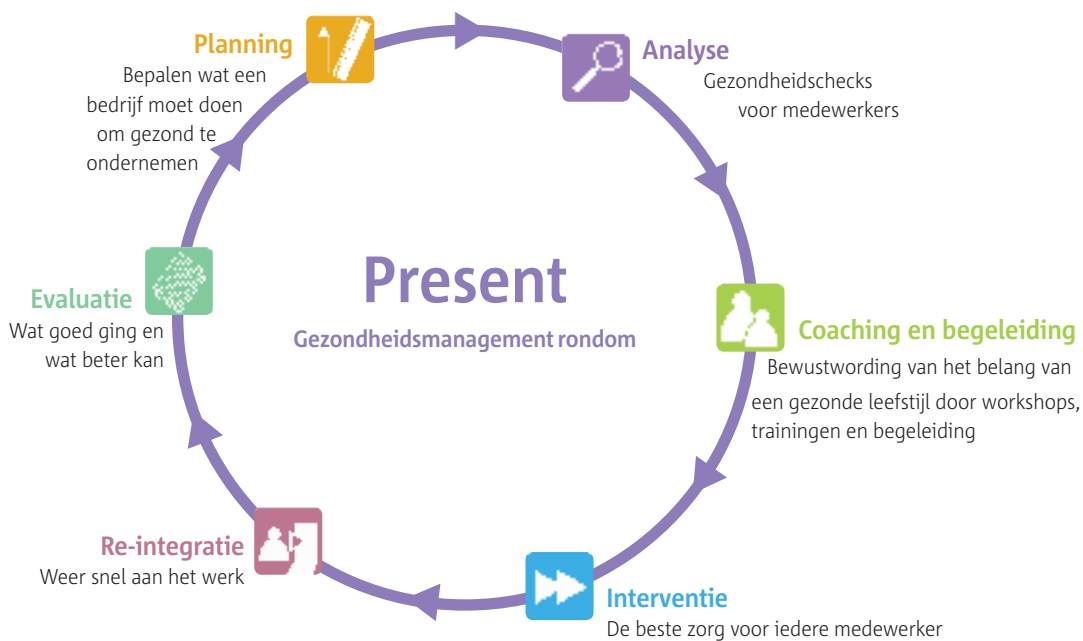 Planning
Bepalen wat een
bedrijf moet doen
om gezond te
ondernemen
Analyse
Gezondheidschecks
voor medewerkers
Present
Gezondheidsmanagement rondom
Coaching en begeleiding
Bewustwording van het belang van
een gezonde leefstijl door workshops,
trainingen en begeleiding
Interventie
De beste zorg voor iedere medewerker
Re-integratie
Weer snel aan het werk
Evaluatie
Wat goed ging en
wat beter kan